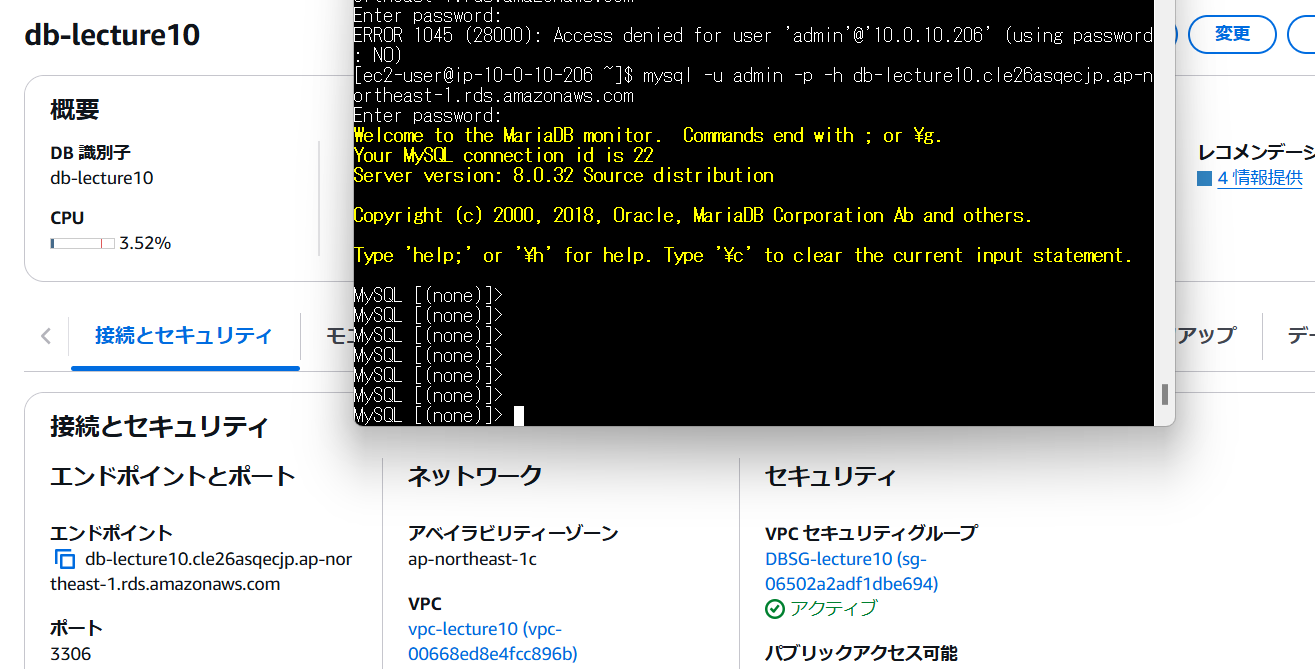 db-lecture10
変更
概要
DB 識別子
db-lecture10
CPU
3.52%
レコメンデーシ
4 情報提供
Enter password:
ERROR 1045 (28000): Access denied for user 'admin'@'10.0.10.206' (using password
: NO)
[ec2-user@ip-10-0-10-206 ~]$ mysql -u admin -p -h db-lecture10.cle26asqecjp.ap-n
ortheast-1.rds.amazonaws.com
Enter password:
Welcome to the MariaDB monitor.  Commands end with ; or ¥g.
Your MySQL connection id is 22
Server version: 8.0.32 Source distribution
Copyright (c) 2000, 2018, Oracle, MariaDB Corporation Ab and others.
Type 'help;' or '¥h' for help. Type '¥c' to clear the current input statement.
MySQL [(none)]>
MySQL [(none)]>
MySQL [(none)]>
MySQL [(none)]>
MySQL [(none)]>
MySQL [(none)]>
MySQL [(none)]>
接続とセキュリティ
モニ
アップ
デー
接続とセキュリティ
エンドポイントとポート
エンドポイント
db-lecture10.cle26asqecjp.ap-nor
theast-1.rds.amazonaws.com
ポート
3306
ネットワーク
アベイラビリティーゾーン
ap-northeast-1c
VPC
vpc-lecture10 (vpc-
00668ed8e4fcc896b)
セキュリティ
VPC セキュリティグループ
DBSG-lecture10 (sg-
06502a2adf1dbe694)
アクティブ
パブリックアクセス可能